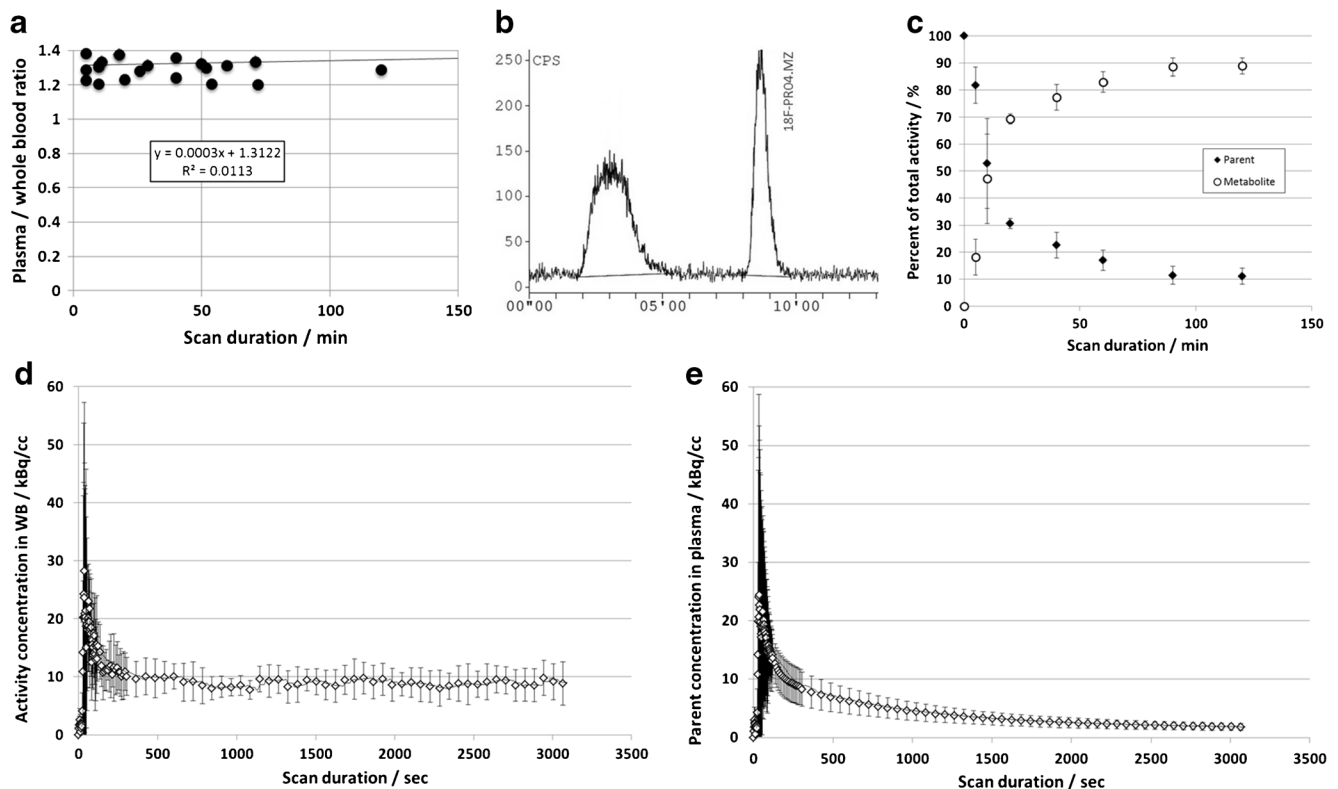 a
Plasma / whole blood ratio
1.4
1.2
1
0.8
0.6
0.4
0.2
0
y = 0.0003x + 1.3122
R² = 0.0113
0 50 100 150
Scan duration / min
b
250
200
150
100
50
0
CPS
18F-PR04.MZ
00"00 05'00 10'00
c
Percent of total activity / %
100
90
80
70
60
50
40
30
20
10
0
Parent
Metabolite
0 50 100 150
Scan duration / min
d
Activity concentration in WB / kBq/cc
60
50
40
30
20
10
0
0 500 1000 1500 2000 2500 3000 3500
Scan duration / sec
e
Parent concentration in plasma / kBq/cc
60
50
40
30
20
10
0
0 500 1000 1500 2000 2500 3000 3500
Scan duration / sec